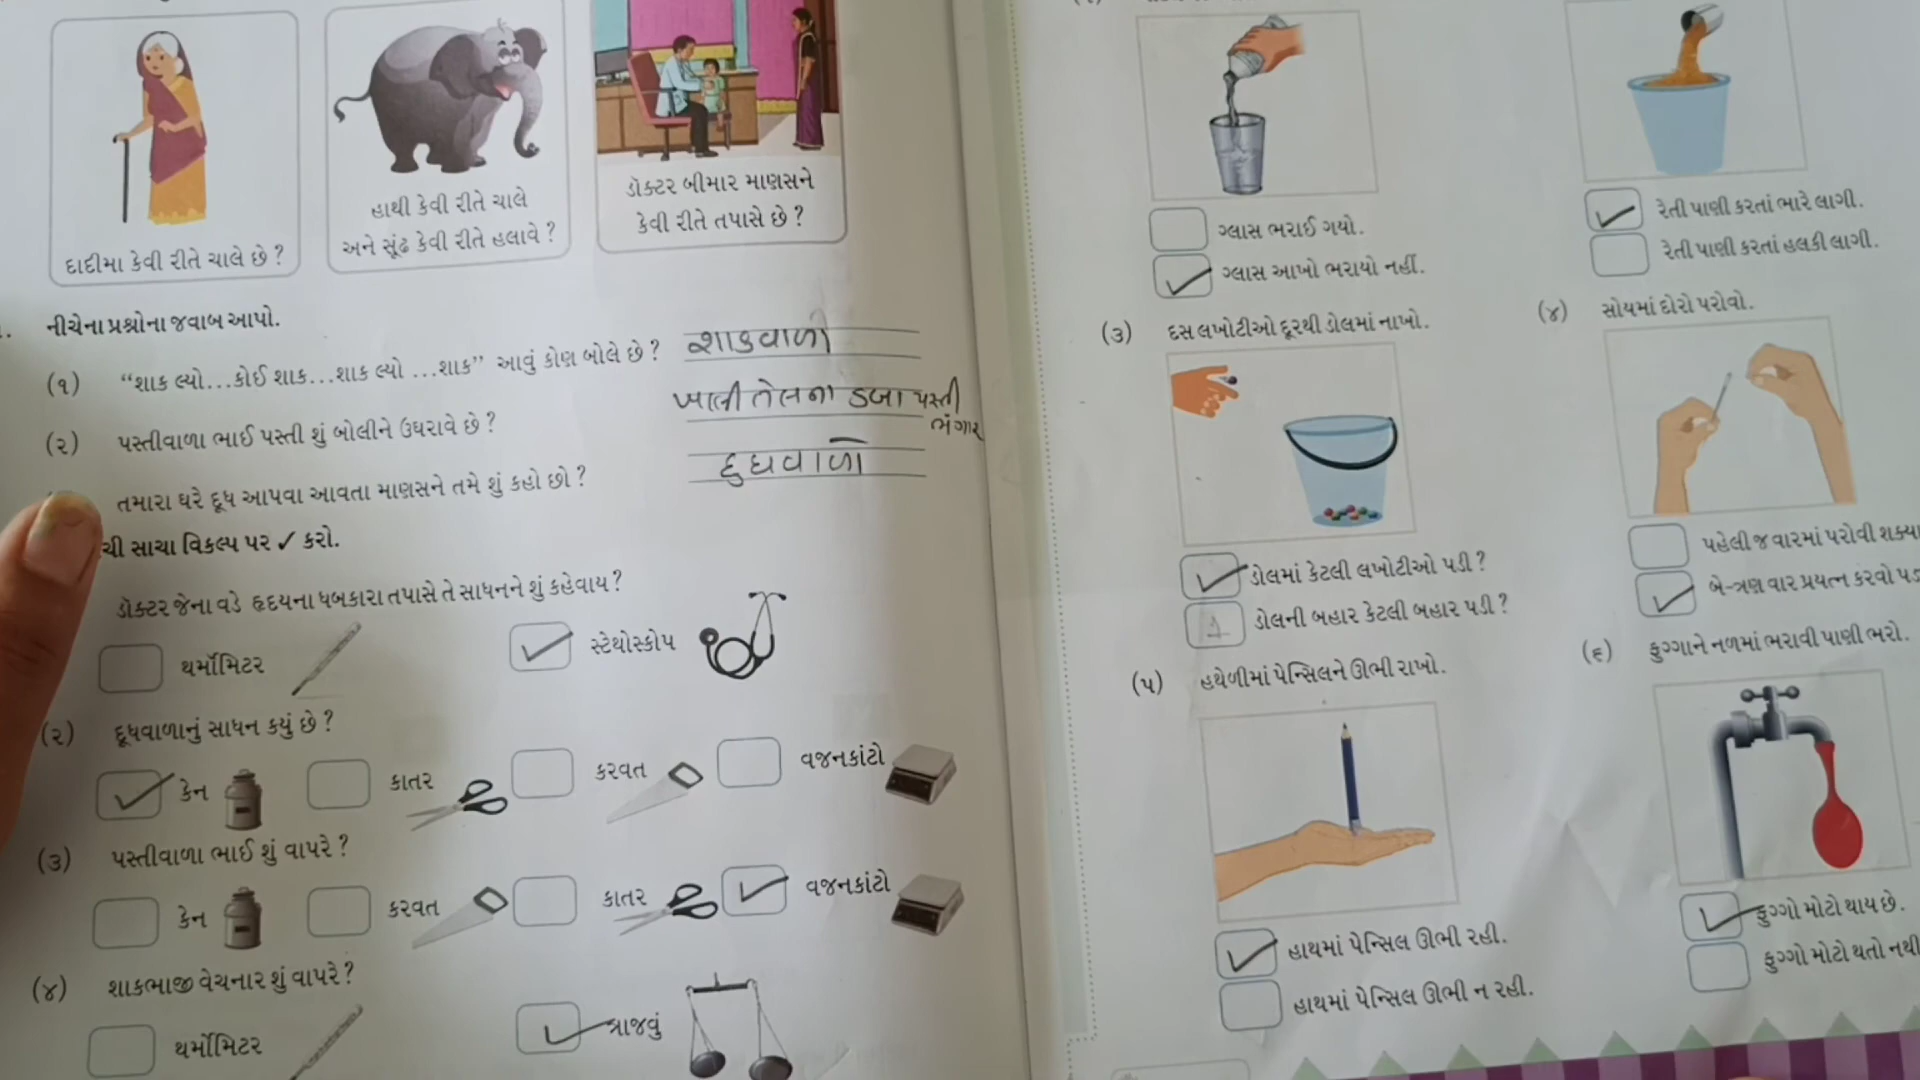 દાદીમા કેવી રીતે ચાલે છે ?
હાથી કેવી રીતે ચાલે
અને સૂંઢ કેવી રીતે હલાવે ?
ડૉક્ટર બીમાર માણસને
કેવી રીતે તપાસે છે ?
નીચેના પ્રશ્નોના જવાબ આપો.
(૧) “શાક લ્યો...કોઈ શાક...શાક લ્યો ...શાક” આવું કોણ બોલે છે ? શાકવાળી
(૨) પસ્તીવાળા ભાઈ પસ્તી શું બોલીને ઉઘરાવે છે ? ખાલી તેલના ડબા પસ્તી
ભંગાર
તમારા ઘરે દૂધ આપવા આવતા માણસને તમે શું કહો છો ? દુધવાળો
ચી સાચા વિકલ્પ પર ✓ કરો.
ડૉક્ટર જેના વડે હૃદયના ધબકારા તપાસે તે સાધનને શું કહેવાય ?
થર્મૉમિટર ✓ સ્ટેથોસ્કોપ
(૨) દૂધવાળાનું સાધન કયું છે ?
✓ કેન કાતર કરવત વજનકાંટો
(૩) પસ્તીવાળા ભાઈ શું વાપરે ?
કેન કરવત કાતર ✓ વજનકાંટો
(૪) શાકભાજી વેચનાર શું વાપરે ?
થર્મોમિટર ✓ ત્રાજવું
ગ્લાસ ભરાઈ ગયો.
✓ ગ્લાસ આખો ભરાયો નહીં.
✓ રેતી પાણી કરતાં ભારે લાગી.
રેતી પાણી કરતાં હલકી લાગી.
(૩) દસ લખોટીઓ દૂરથી ડોલમાં નાખો.
✓ ડોલમાં કેટલી લખોટીઓ પડી ?
ડોલની બહાર કેટલી બહાર પડી ?
(૪) સોયમાં દોરો પરોવો.
પહેલી જ વારમાં પરોવી શક્યા
✓ બે-ત્રણ વાર પ્રયત્ન કરવો પડ
(૫) હથેળીમાં પેન્સિલને ઊભી રાખો.
✓ હાથમાં પેન્સિલ ઊભી રહી.
હાથમાં પેન્સિલ ઊભી ન રહી.
(૬) ફુગ્ગાને નળમાં ભરાવી પાણી ભરો.
✓ ફુગ્ગો મોટો થાય છે.
ફુગ્ગો મોટો થતો નથી